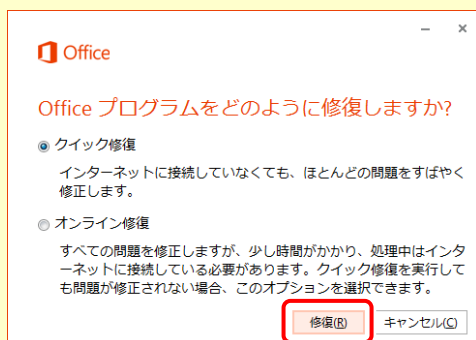 Office
Office プログラムをどのように修復しますか?
クイック修復
インターネットに接続していなくても、ほとんどの問題をすばやく
修正します。
オンライン修復
すべての問題を修正しますが、少し時間がかかり、処理中はインタ
ーネットに接続している必要があります。クイック修復を実行して
も問題が修正されない場合、このオプションを選択できます。
修復(R) キャンセル(C)